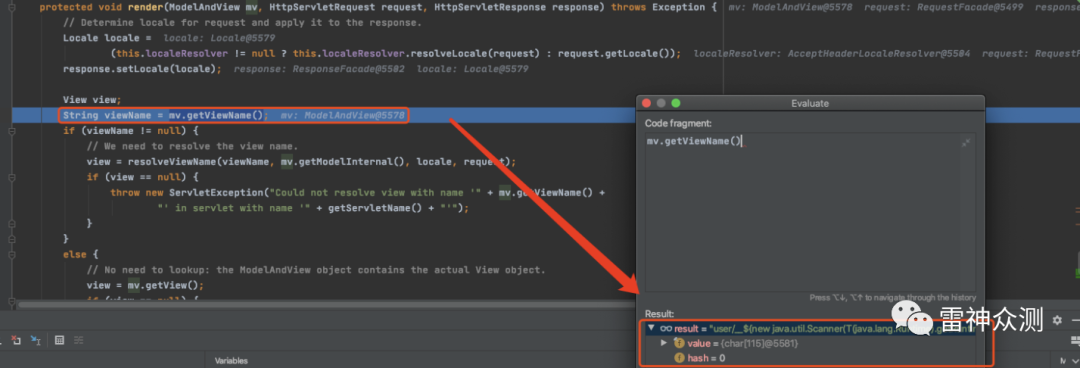 protected void render(ModelAndView mv, HttpServletRequest request, HttpServletResponse response) throws Exception { mv: ModelAndView@5578 request: RequestFacade@5499 response
// Determine locale for request and apply it to the response.
Locale locale = locale: Locale@5579
(this.localeResolver != null ? this.localeResolver.resolveLocale(request) : request.getLocale()); localeResolver: AcceptHeaderLocaleResolver@5584 request: RequestF
response.setLocale(locale); response: ResponseFacade@5582 locale: Locale@5579
View view;
String viewName = mv.getViewName(); mv: ModelAndView@5578
if (viewName != null) {
// We need to resolve the view name.
view = resolveViewName(viewName, mv.getModelInternal(), locale, request);
if (view == null) {
throw new ServletException("Could not resolve view with name '" + mv.getViewName() +
"' in servlet with name '" + getServletName() + "'");
}
}
else {
// No need to lookup: the ModelAndView object contains the actual View object.
view = mv.getView();
Evaluate
Code fragment:
mv.getViewName()
Press ⌥↓, ⌥↑ to navigate through the history
Result:
result = "user/__${new java.util.Scanner(T(java.lang.
value = {char[115]@5581}
hash = 0
雷神众测
Variables